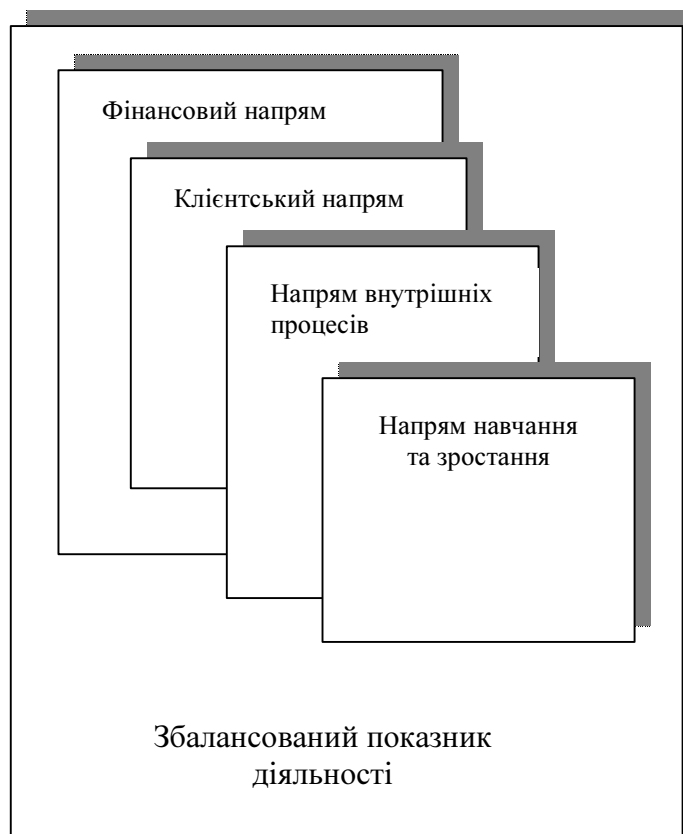 Фінансовий напрям
Клієнтський напрям
Напрям внутрішніх
процесів
Напрям навчання
та зростання
Збалансований показник
діяльності